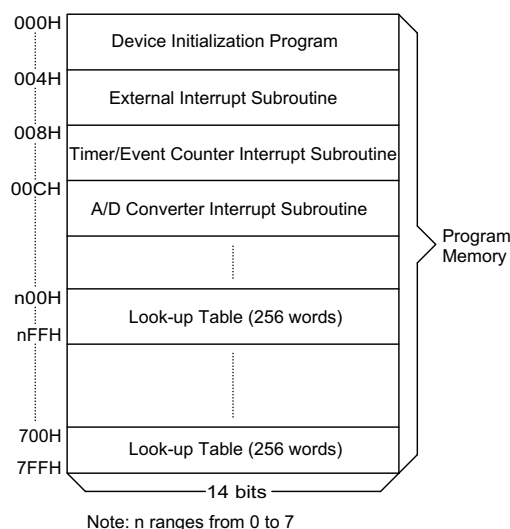 000H
Device Initialization Program
004H
External Interrupt Subroutine
008H
Timer/Event Counter Interrupt Subroutine
00CH
A/D Converter Interrupt Subroutine
Program
Memory
n00H
Look-up Table (256 words)
nFFH
700H
Look-up Table (256 words)
7FFH
14 bits
Note: n ranges from 0 to 7